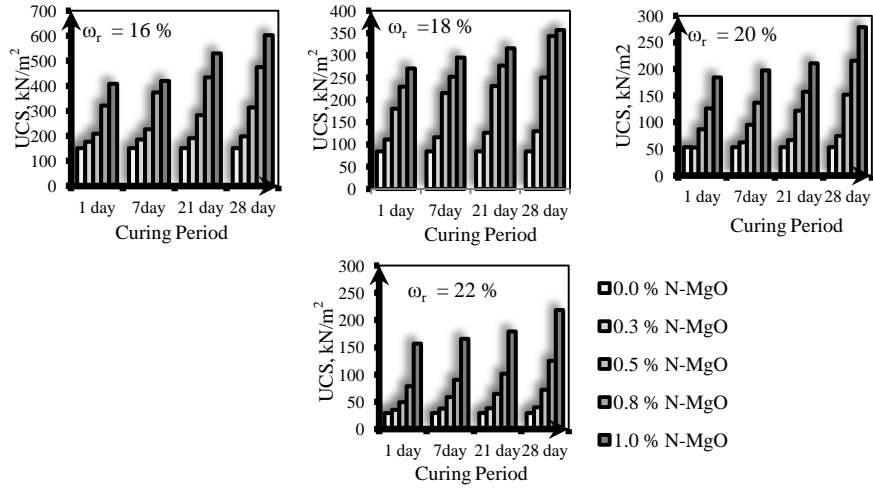 700
600
500
400
300
200
100
0
UCS, kN/m²
ωr = 16 %
1 day 7day 21 day 28 day
Curing Period
400
350
300
250
200
150
100
50
0
UCS, kN/m²
ωr =18 %
1 day 7day 21 day 28 day
Curing Period
300
250
200
150
100
50
0
UCS, kN/m2
ωr = 20 %
1 day 7day 21 day 28 day
Curing Period
300
250
200
150
100
50
0
UCS, kN/m²
ωr = 22 %
1 day 7day 21 day28 day
Curing Period
0.0 % N-MgO
0.3 % N-MgO
0.5 % N-MgO
0.8 % N-MgO
1.0 % N-MgO